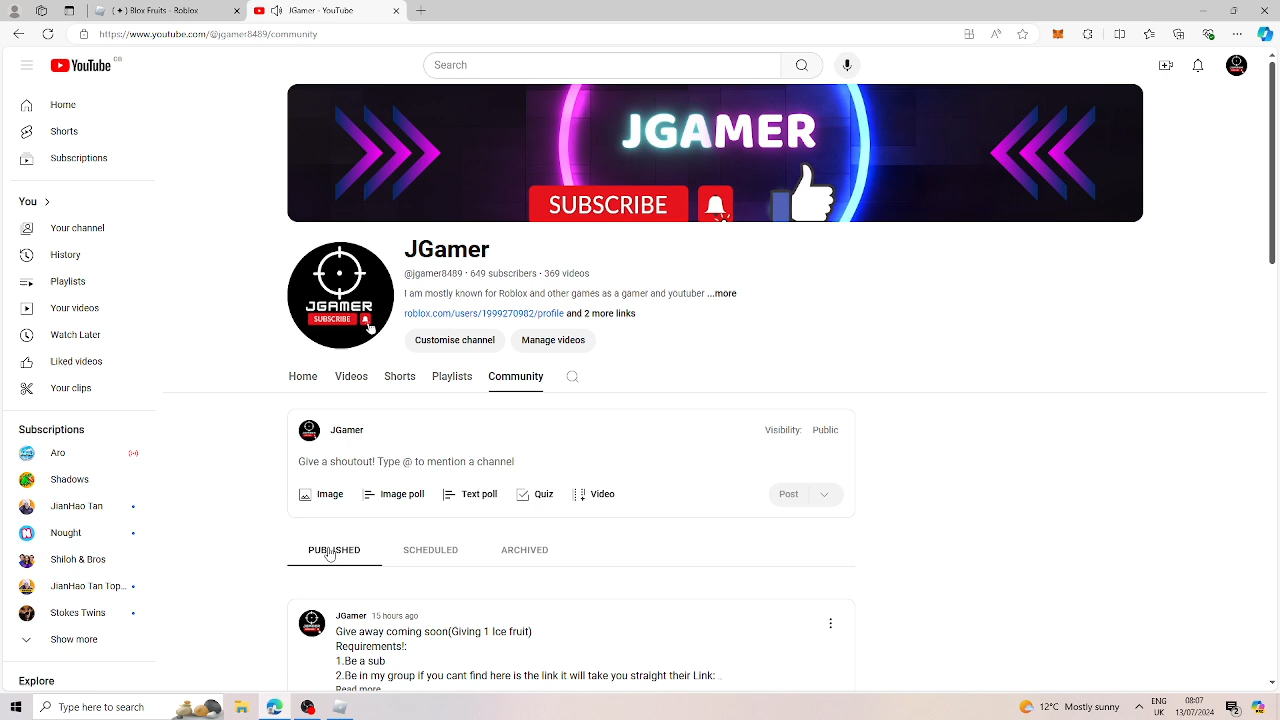 ( ✦ ) Blox Fruits - Roblox
JGamer - YouTube
https://www.youtube.com/@jgamer8489/community
YouTube GB
Search
Home
Shorts
Subscriptions
You
Your channel
History
Playlists
Your videos
Watch Later
Liked videos
Your clips
Subscriptions
Aro
Shadows
JianHao Tan
Nought
Shiloh & Bros
JianHao Tan Top...
Stokes Twins
Show more
Explore
JGAMER
SUBSCRIBE
JGAMER
SUBSCRIBE
JGamer
@jgamer8489 · 649 subscribers · 369 videos
I am mostly known for Roblox and other games as a gamer and youtuber ...more
roblox.com/users/1999270982/profile and 2 more links
Customise channel
Manage videos
Home Videos Shorts Playlists Community
JGamer
Visibility: Public
Give a shoutout! Type @ to mention a channel
Image Image poll Text poll Quiz Video
Post
PUBLISHED SCHEDULED ARCHIVED
JGamer 15 hours ago
Give away coming soon(Giving 1 Ice fruit)
Requirements!:
1.Be a sub
2.Be in my group if you cant find here is the link it will take you straight their Link: ...
Read more
Type here to search
12°C Mostly sunny
ENG
UK
08:07
13/07/2024